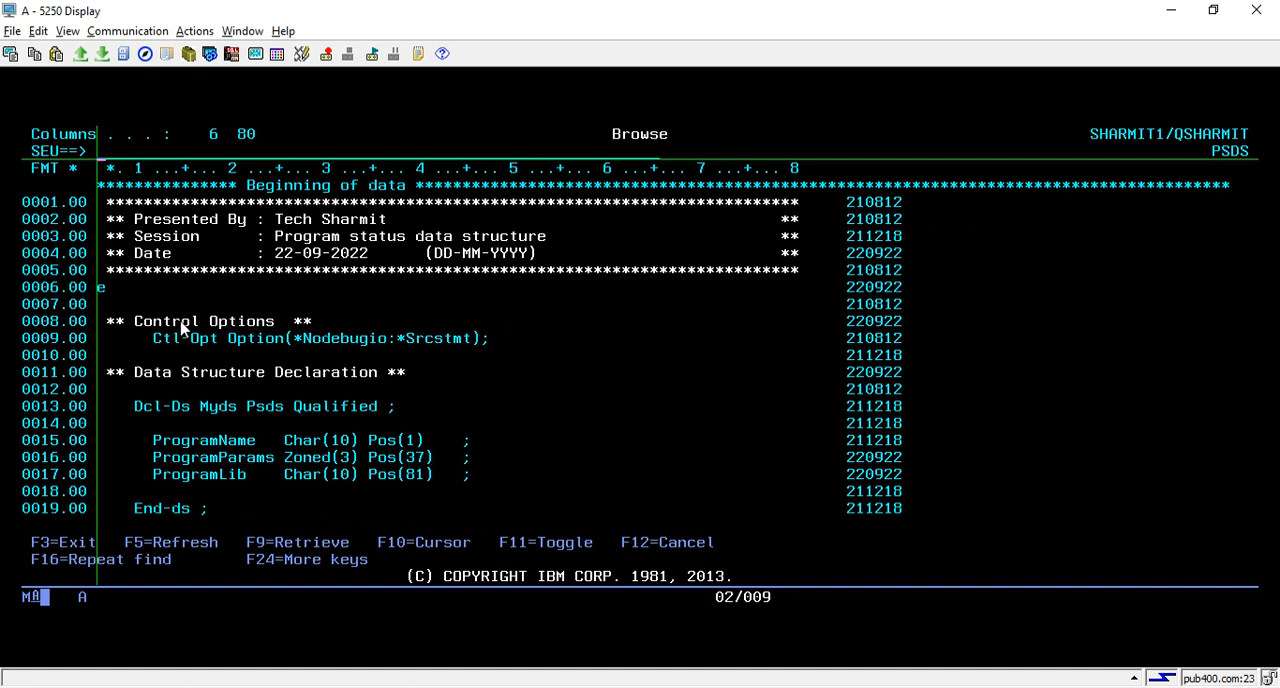 A - 5250 Display
File Edit View Communication Actions Window Help
Columns . . . : 6 80 Browse SHARMIT1/QSHARMIT
SEU==> PSDS
FMT * *. 1 ...+... 2 ...+... 3 ...+... 4 ...+... 5 ...+... 6 ...+... 7 ...+... 8
*************** Beginning of data ****************************************************************************************
0001.00 ************************************************************************** 210812
0002.00 ** Presented By : Tech Sharmit ** 210812
0003.00 ** Session : Program status data structure ** 211218
0004.00 ** Date : 22-09-2022 (DD-MM-YYYY) ** 220922
0005.00 ************************************************************************** 210812
0006.00 e 220922
0007.00 210812
0008.00 ** Control Options ** 220922
0009.00 Ctl-Opt Option(*Nodebugio:*Srcstmt); 210812
0010.00 211218
0011.00 ** Data Structure Declaration ** 220922
0012.00 210812
0013.00 Dcl-Ds Myds Psds Qualified ; 211218
0014.00 211218
0015.00 ProgramName Char(10) Pos(1) ; 211218
0016.00 ProgramParams Zoned(3) Pos(37) ; 220922
0017.00 ProgramLib Char(10) Pos(81) ; 220922
0018.00 211218
0019.00 End-ds ; 211218
F3=Exit F5=Refresh F9=Retrieve F10=Cursor F11=Toggle F12=Cancel
F16=Repeat find F24=More keys
(C) COPYRIGHT IBM CORP. 1981, 2013.
MA A 02/009
pub400.com:23